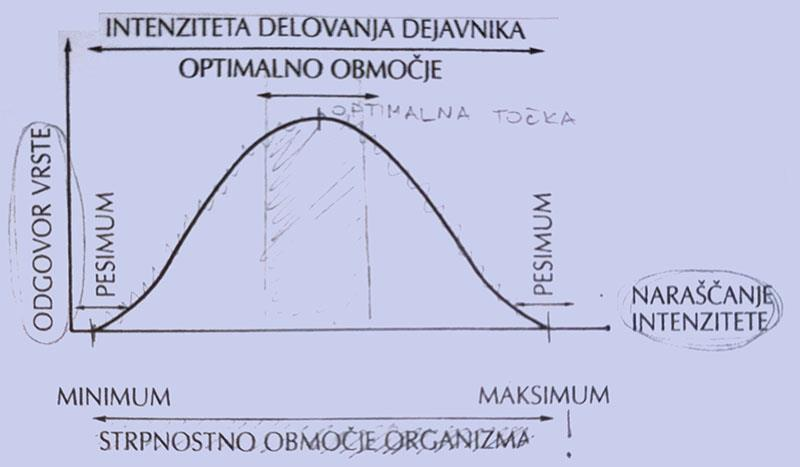 INTENZITETA DELOVANJA DEJAVNIKA
OPTIMALNO OBMOČJE
OPTIMALNA TOČKA
ODGOVOR VRSTE
PESIMUM
PESIMUM
NARAŠČANJE
INTENZITETE
MINIMUM
MAKSIMUM
STRPNOSTNO OBMOČJE ORGANIZMA
!